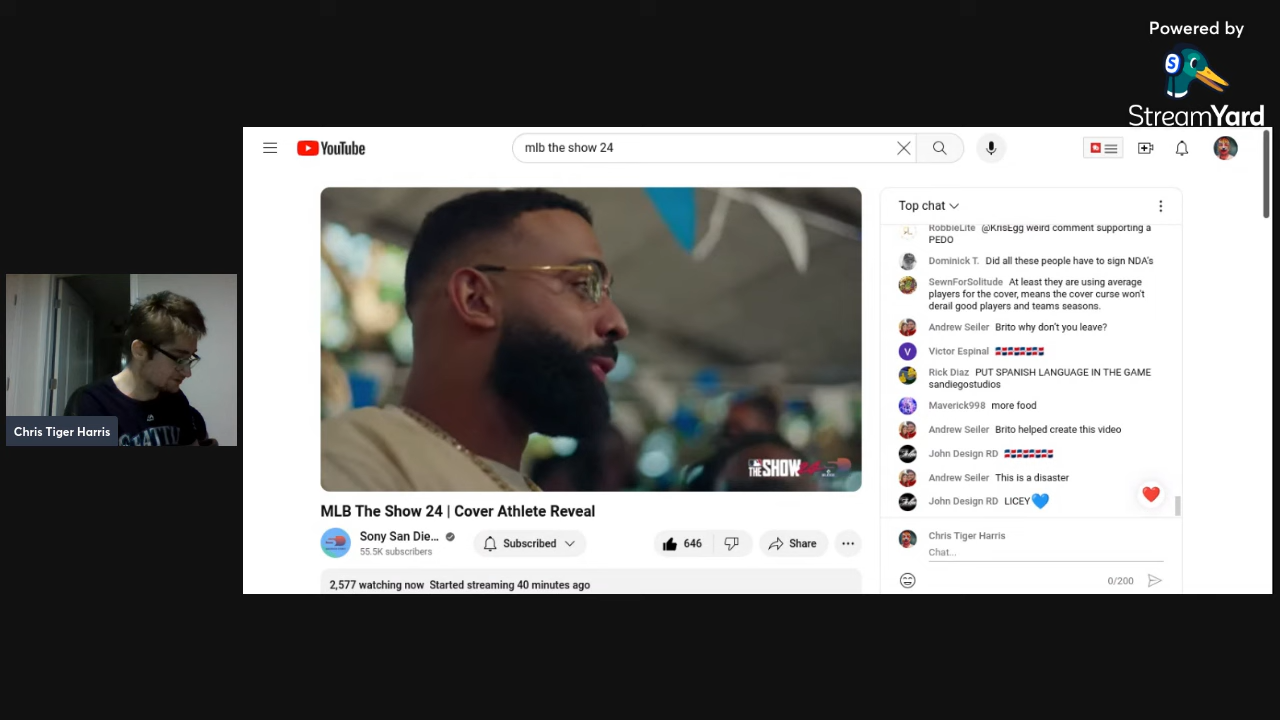 Powered by
StreamYard
YouTube
mlb the show 24
Top chat
RobbieLite @KrisEgg weird comment supporting a
PEDO
Dominick T. Did all these people have to sign NDA's
SewnForSolitude At least they are using average
players for the cover, means the cover curse won't
derail good players and teams seasons.
Andrew Seiler Brito why don't you leave?
Victor Espinal 🇩🇴🇩🇴🇩🇴🇩🇴
Rick Diaz PUT SPANISH LANGUAGE IN THE GAME
sandiegostudios
Maverick998 more food
Andrew Seiler Brito helped create this video
John Design RD 🇩🇴🇩🇴🇩🇴🇩🇴
Andrew Seiler This is a disaster
John Design RD LICEY💙
Chris Tiger Harris
Chat...
0/200
THE SHOW 24
MLB The Show 24 | Cover Athlete Reveal
Sony San Die...
55.5K subscribers
Subscribed
646
Share
2,577 watching now Started streaming 40 minutes ago
Chris Tiger Harris